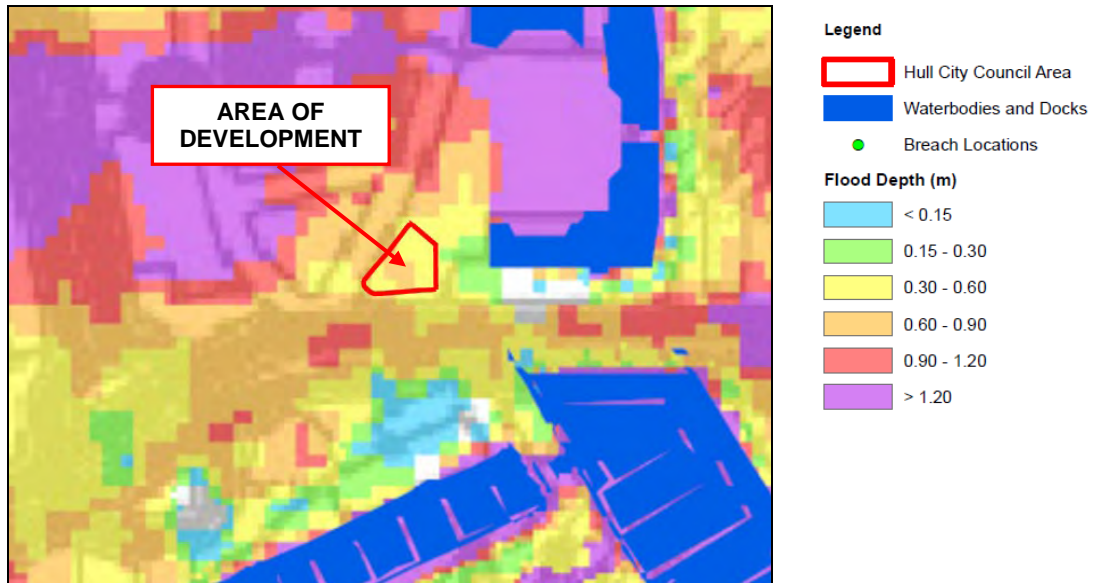 AREA OF
DEVELOPMENT
Legend
Hull City Council Area
Waterbodies and Docks
Breach Locations
Flood Depth (m)
< 0.15
0.15 - 0.30
0.30 - 0.60
0.60 - 0.90
0.90 - 1.20
> 1.20